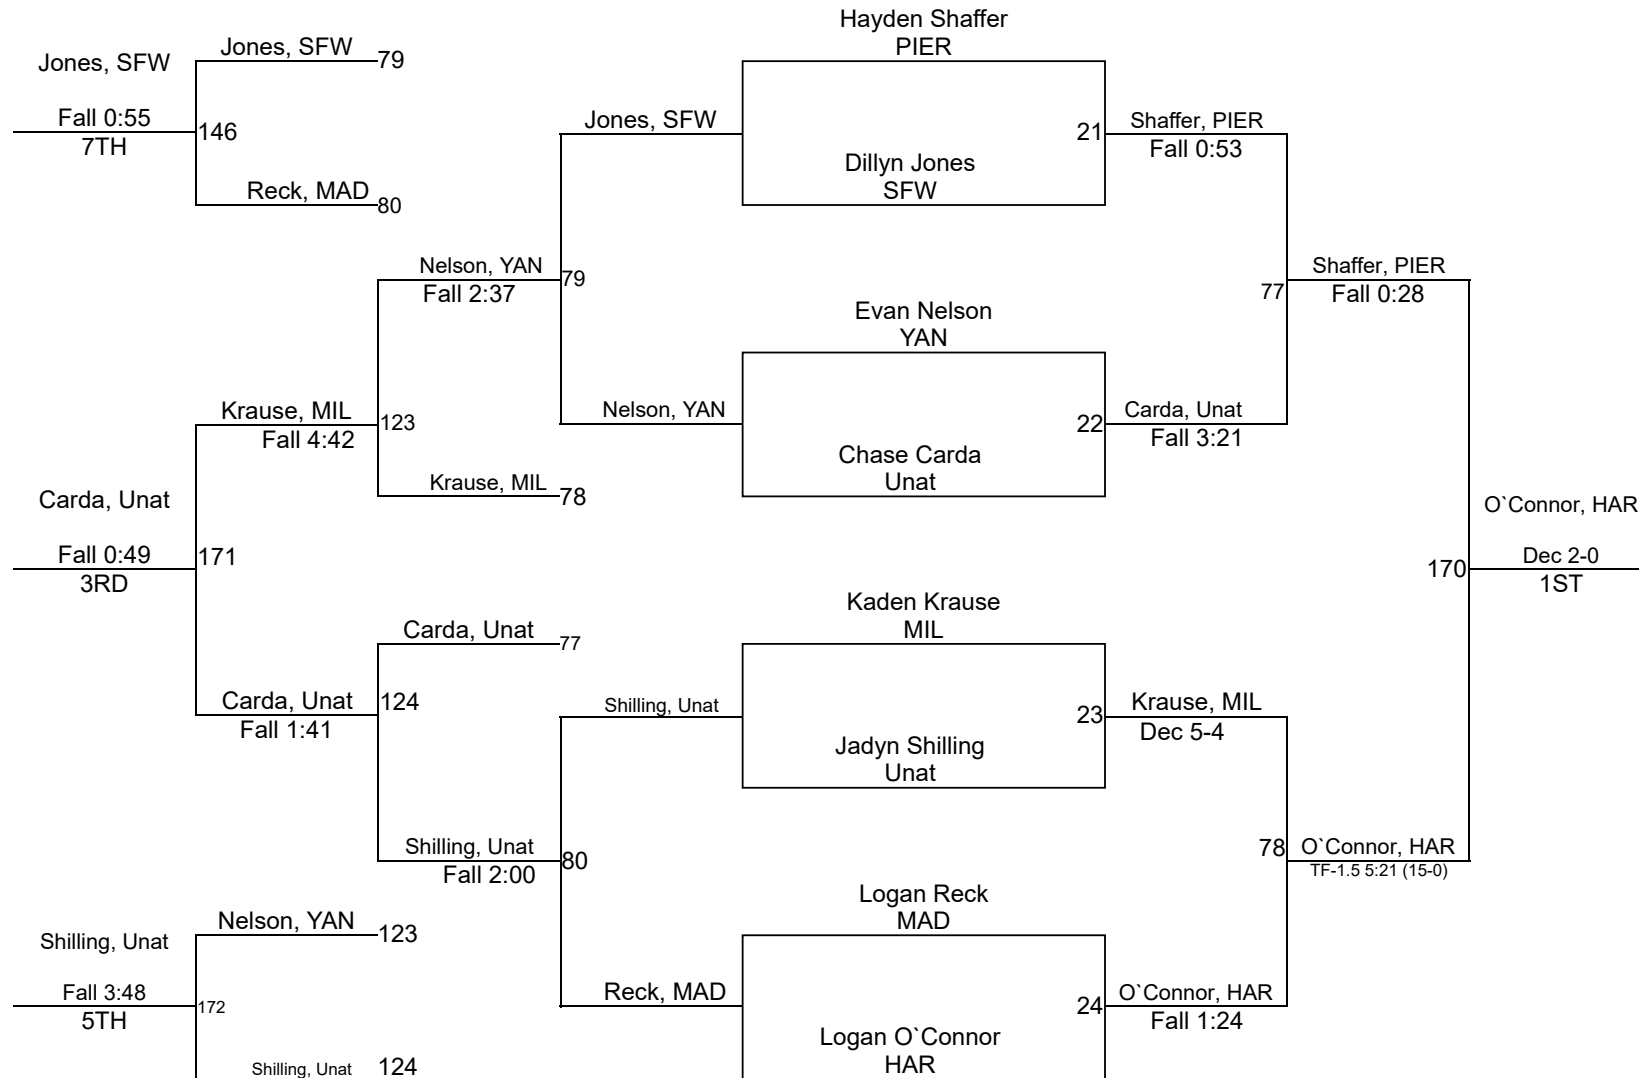 Hayden Shaffer
PIER
Jones, SFW
Jones, SFW
79
Fall 0:55
146
7TH
Reck, MAD
80
Jones, SFW
21
Shaffer, PIER
Fall 0:53
Dillyn Jones
SFW
Nelson, YAN
79
Fall 2:37
77
Shaffer, PIER
Fall 0:28
Evan Nelson
YAN
Krause, MIL
123
Fall 4:42
Nelson, YAN
22
Carda, Unat
Fall 3:21
Chase Carda
Unat
Krause, MIL
78
Carda, Unat
Fall 0:49
171
3RD
O`Connor, HAR
170
Dec 2-0
1ST
Kaden Krause
MIL
Carda, Unat
77
Carda, Unat
124
Fall 1:41
Shilling, Unat
23
Krause, MIL
Dec 5-4
Jadyn Shilling
Unat
Shilling, Unat
80
Fall 2:00
78
O`Connor, HAR
TF-1.5 5:21 (15-0)
Logan Reck
MAD
Shilling, Unat
Nelson, YAN
123
Fall 3:48
172
5TH
Shilling, Unat
124
Reck, MAD
24
O`Connor, HAR
Fall 1:24
Logan O`Connor
HAR